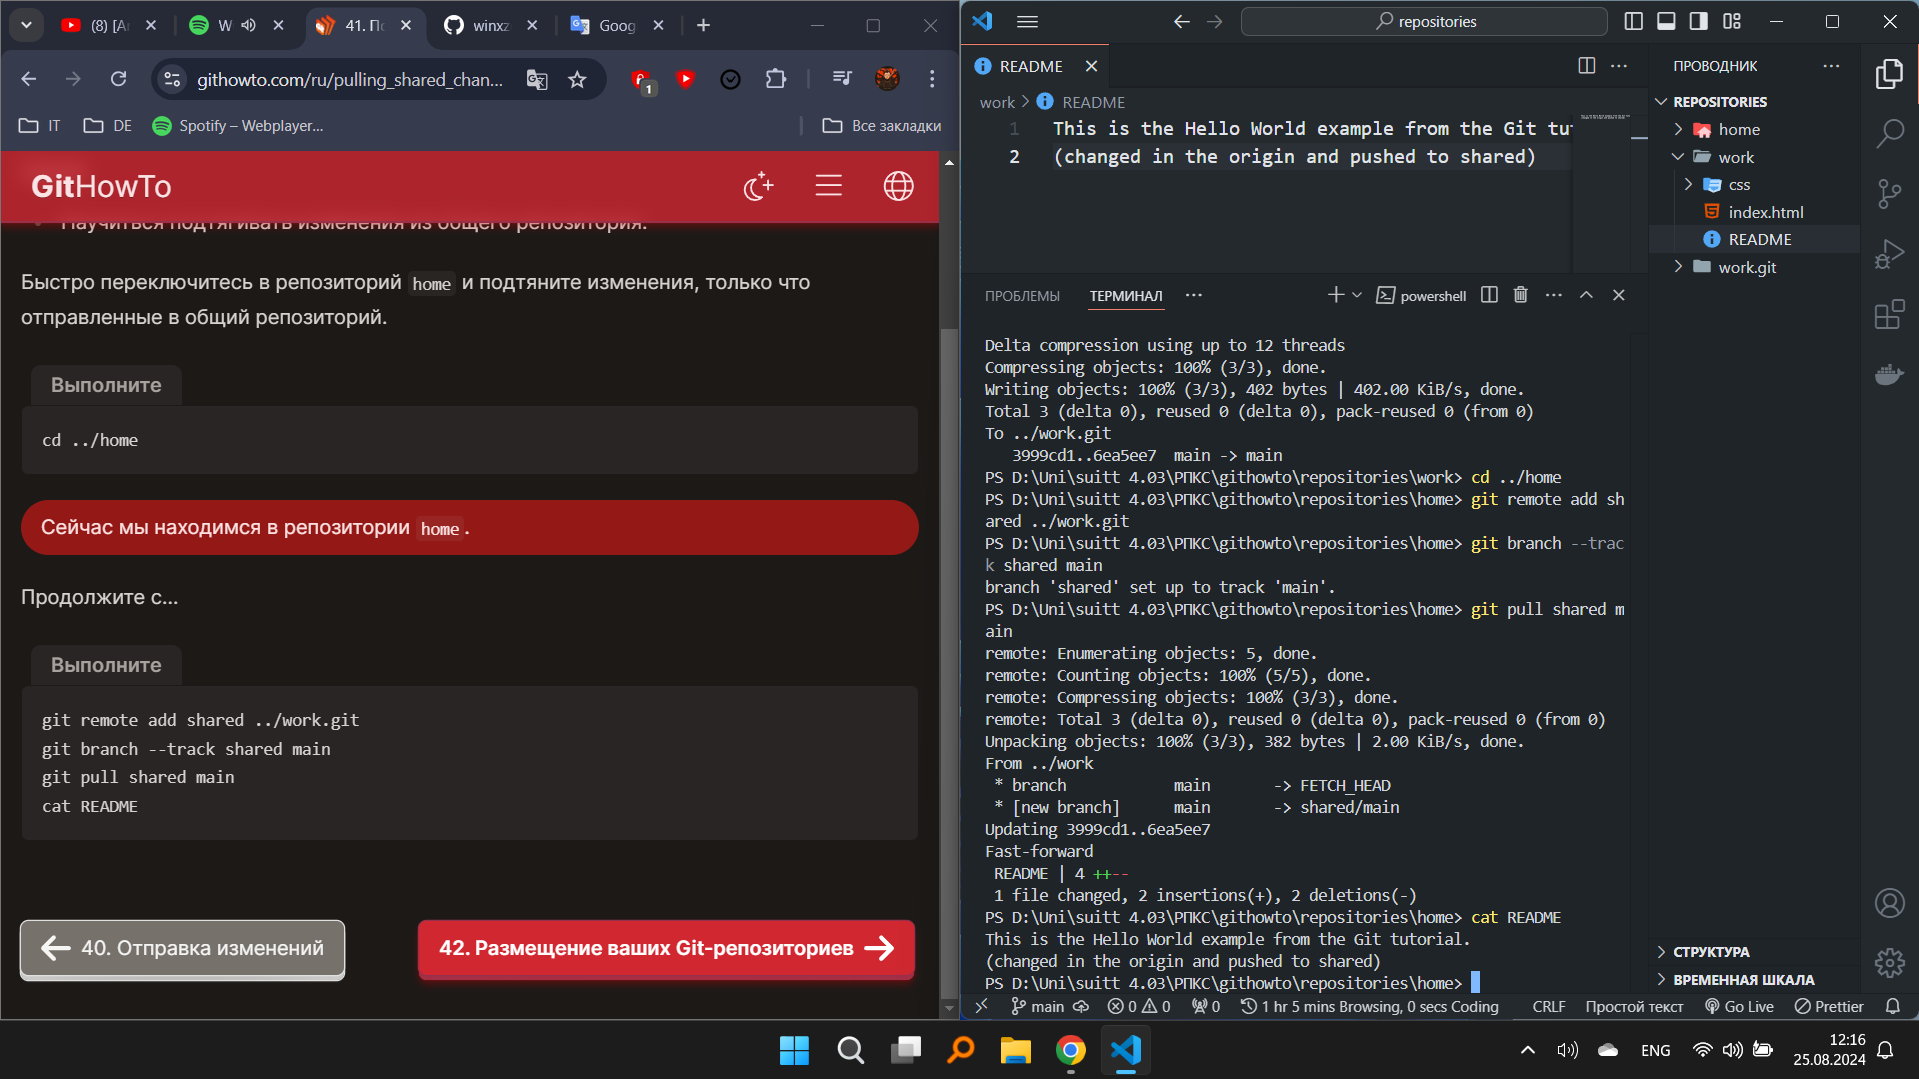 (8) [Ar
W
41. По
winxz
Goog
githowto.com/ru/pulling_shared_chan...
1
IT
DE
Spotify – Webplayer...
Все закладки
GitHowTo
Научиться подтягивать изменения из общего репозитория.
Быстро переключитесь в репозиторий home и подтяните изменения, только что
отправленные в общий репозиторий.
Выполните
cd ../home
Сейчас мы находимся в репозитории home.
Продолжите с...
Выполните
git remote add shared ../work.git
git branch --track shared main
git pull shared main
cat README
40. Отправка изменений
42. Размещение ваших Git-репозиториев
repositories
README
work > README
1 This is the Hello World example from the Git tut
2 (changed in the origin and pushed to shared)
ПРОБЛЕМЫ
ТЕРМИНАЛ
powershell
Delta compression using up to 12 threads
Compressing objects: 100% (3/3), done.
Writing objects: 100% (3/3), 402 bytes | 402.00 KiB/s, done.
Total 3 (delta 0), reused 0 (delta 0), pack-reused 0 (from 0)
To ../work.git
3999cd1..6ea5ee7 main -> main
PS D:\Uni\suitt 4.03\РПКС\githowto\repositories\work> cd ../home
PS D:\Uni\suitt 4.03\РПКС\githowto\repositories\home> git remote add sh
ared ../work.git
PS D:\Uni\suitt 4.03\РПКС\githowto\repositories\home> git branch --trac
k shared main
branch 'shared' set up to track 'main'.
PS D:\Uni\suitt 4.03\РПКС\githowto\repositories\home> git pull shared m
ain
remote: Enumerating objects: 5, done.
remote: Counting objects: 100% (5/5), done.
remote: Compressing objects: 100% (3/3), done.
remote: Total 3 (delta 0), reused 0 (delta 0), pack-reused 0 (from 0)
Unpacking objects: 100% (3/3), 382 bytes | 2.00 KiB/s, done.
From ../work
* branch main -> FETCH_HEAD
* [new branch] main -> shared/main
Updating 3999cd1..6ea5ee7
Fast-forward
README | 4 ++--
1 file changed, 2 insertions(+), 2 deletions(-)
PS D:\Uni\suitt 4.03\РПКС\githowto\repositories\home> cat README
This is the Hello World example from the Git tutorial.
(changed in the origin and pushed to shared)
PS D:\Uni\suitt 4.03\РПКС\githowto\repositories\home>
ПРОВОДНИК
REPOSITORIES
home
work
css
index.html
README
work.git
СТРУКТУРА
ВРЕМЕННАЯ ШКАЛА
main
0 0
0
1 hr 5 mins Browsing, 0 secs Coding
CRLF
Простой текст
Go Live
Prettier
ENG
12:16
25.08.2024